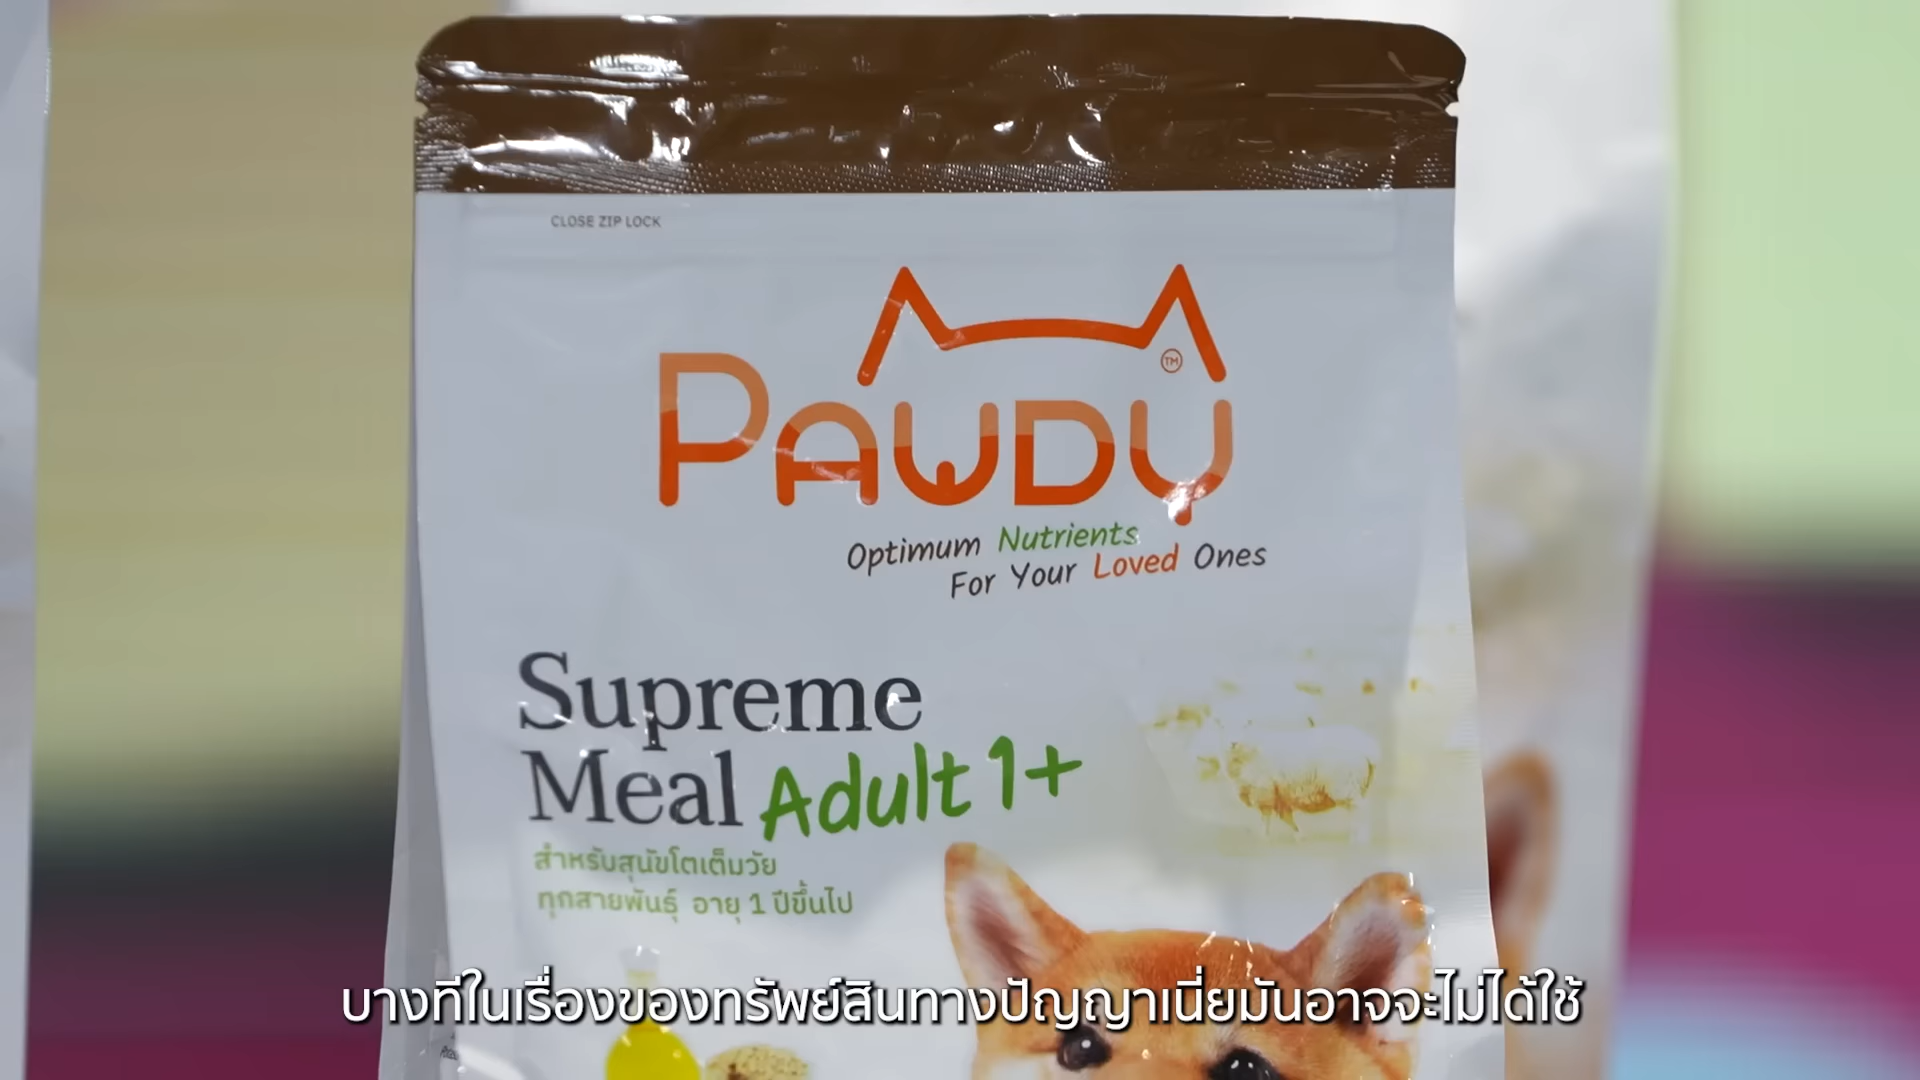 CLOSE ZIP LOCK
TM
PAWDY
Optimum Nutrients
For Your Loved Ones
Supreme
Meal Adult 1+
สำหรับสุนัขโตเต็มวัย
ทุกสายพันธุ์ อายุ 1 ปีขึ้นไป
บางทีในเรื่องของทรัพย์สินทางปัญญาเนี่ยมันอาจจะไม่ได้ใช้